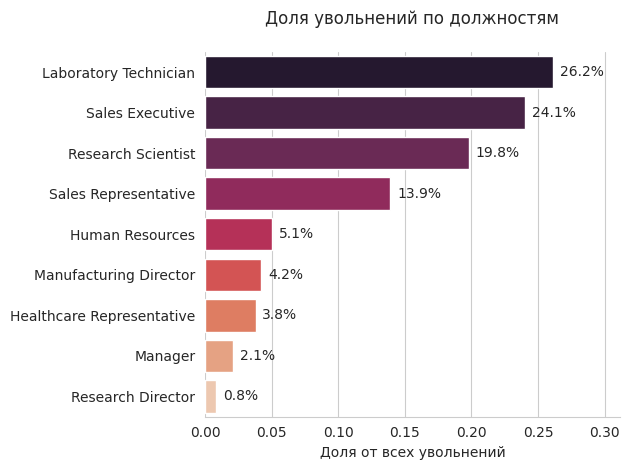 Доля увольнений по должностям
Laboratory Technician 26.2%
Sales Executive 24.1%
Research Scientist 19.8%
Sales Representative 13.9%
Human Resources 5.1%
Manufacturing Director 4.2%
Healthcare Representative 3.8%
Manager 2.1%
Research Director 0.8%
0.00 0.05 0.10 0.15 0.20 0.25 0.30
Доля от всех увольнений